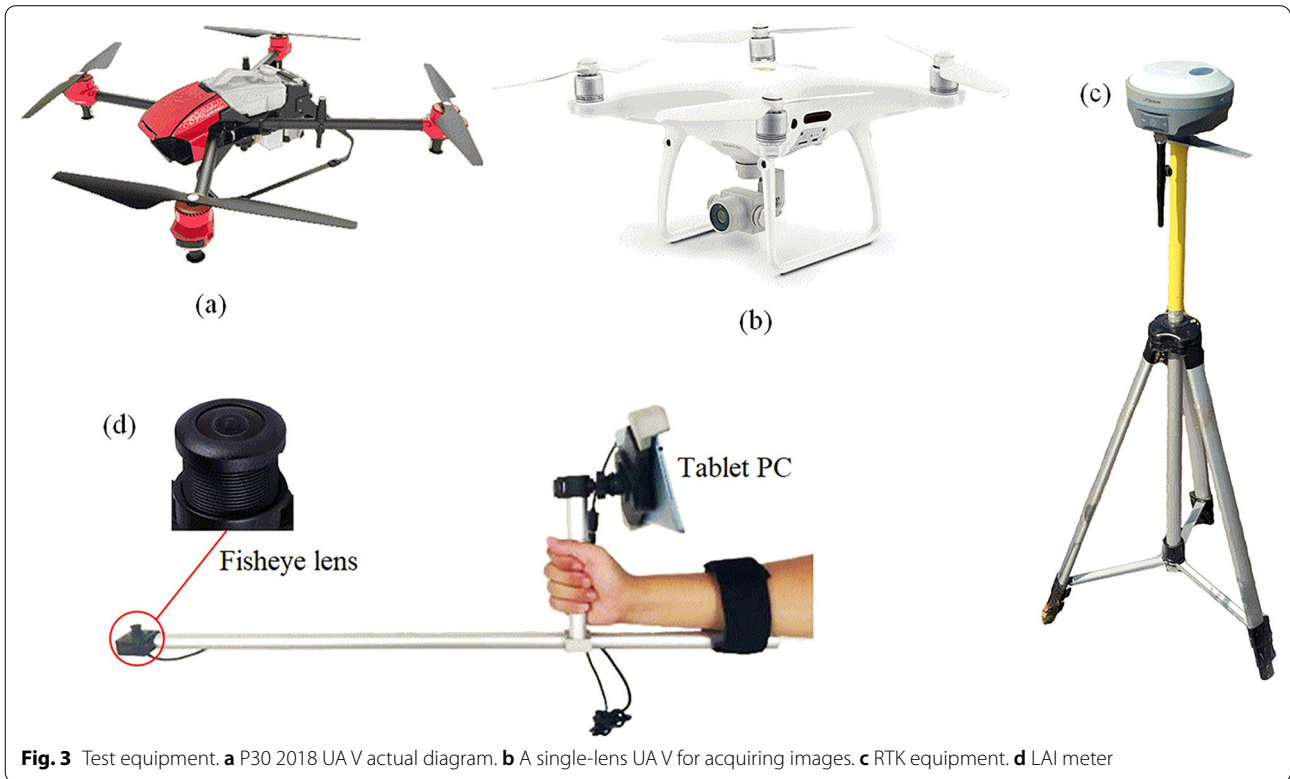 (a)
(b)
(c)
(d)
Tablet PC
Fisheye lens
Fig. 3 Test equipment. a P30 2018 UA V actual diagram. b A single-lens UA V for acquiring images. c RTK equipment. d LAI meter